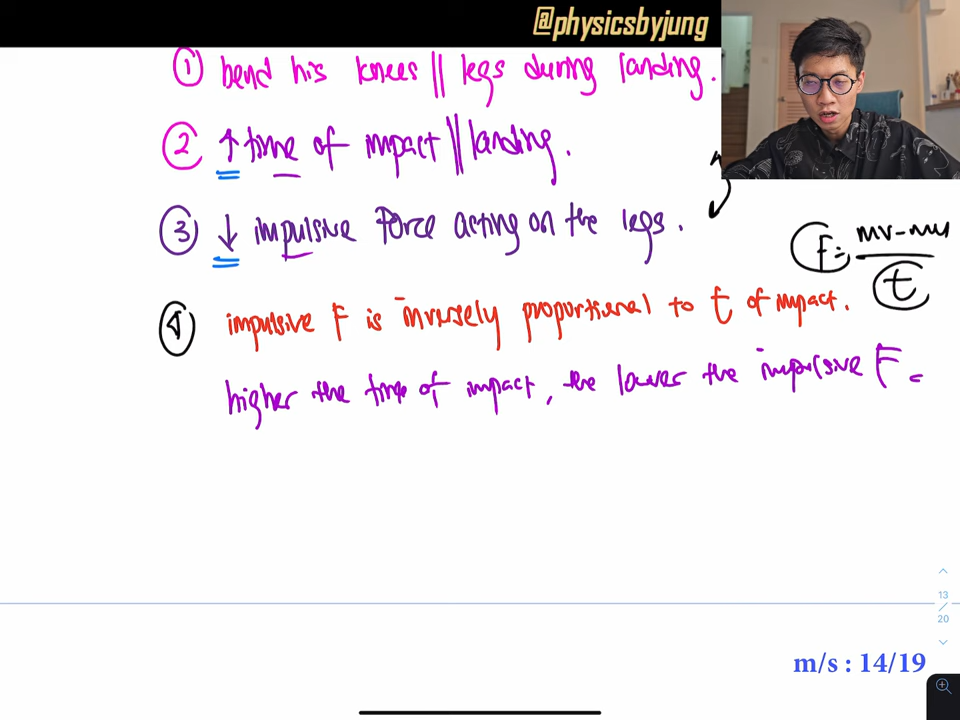 @physicsbyjung
① bend his knees || legs during landing.
② ↑ time of impact || landing.
③ ↓ impulsive Force acting on the legs.
F = mv-mu / t
④ impulsive F is inversely proportional to t of impact.
higher the time of impact, the lower the impulsive F.
13
/
20
m/s : 14/19